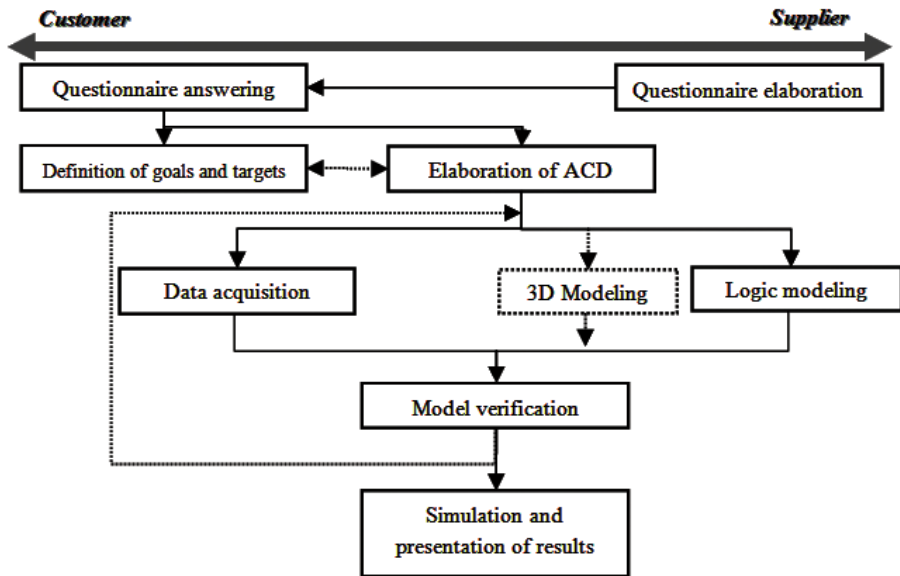 Customer
Supplier
Questionnaire answering
Questionnaire elaboration
Definition of goals and targets
Elaboration of ACD
Data acquisition
3D Modeling
Logic modeling
Model verification
Simulation and
presentation of results